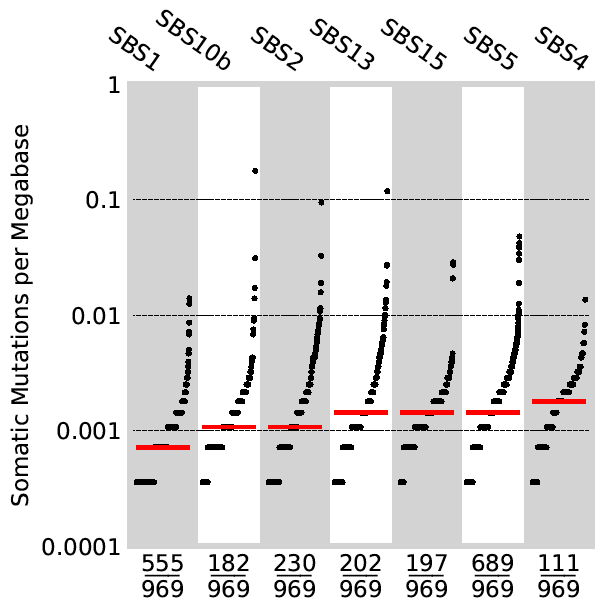 SBS1 SBS10b SBS2 SBS13 SBS15 SBS5 SBS4
Somatic Mutations per Megabase
1
0.1
0.01
0.001
0.0001
555 182 230 202 197 689 111
969 969 969 969 969 969 969